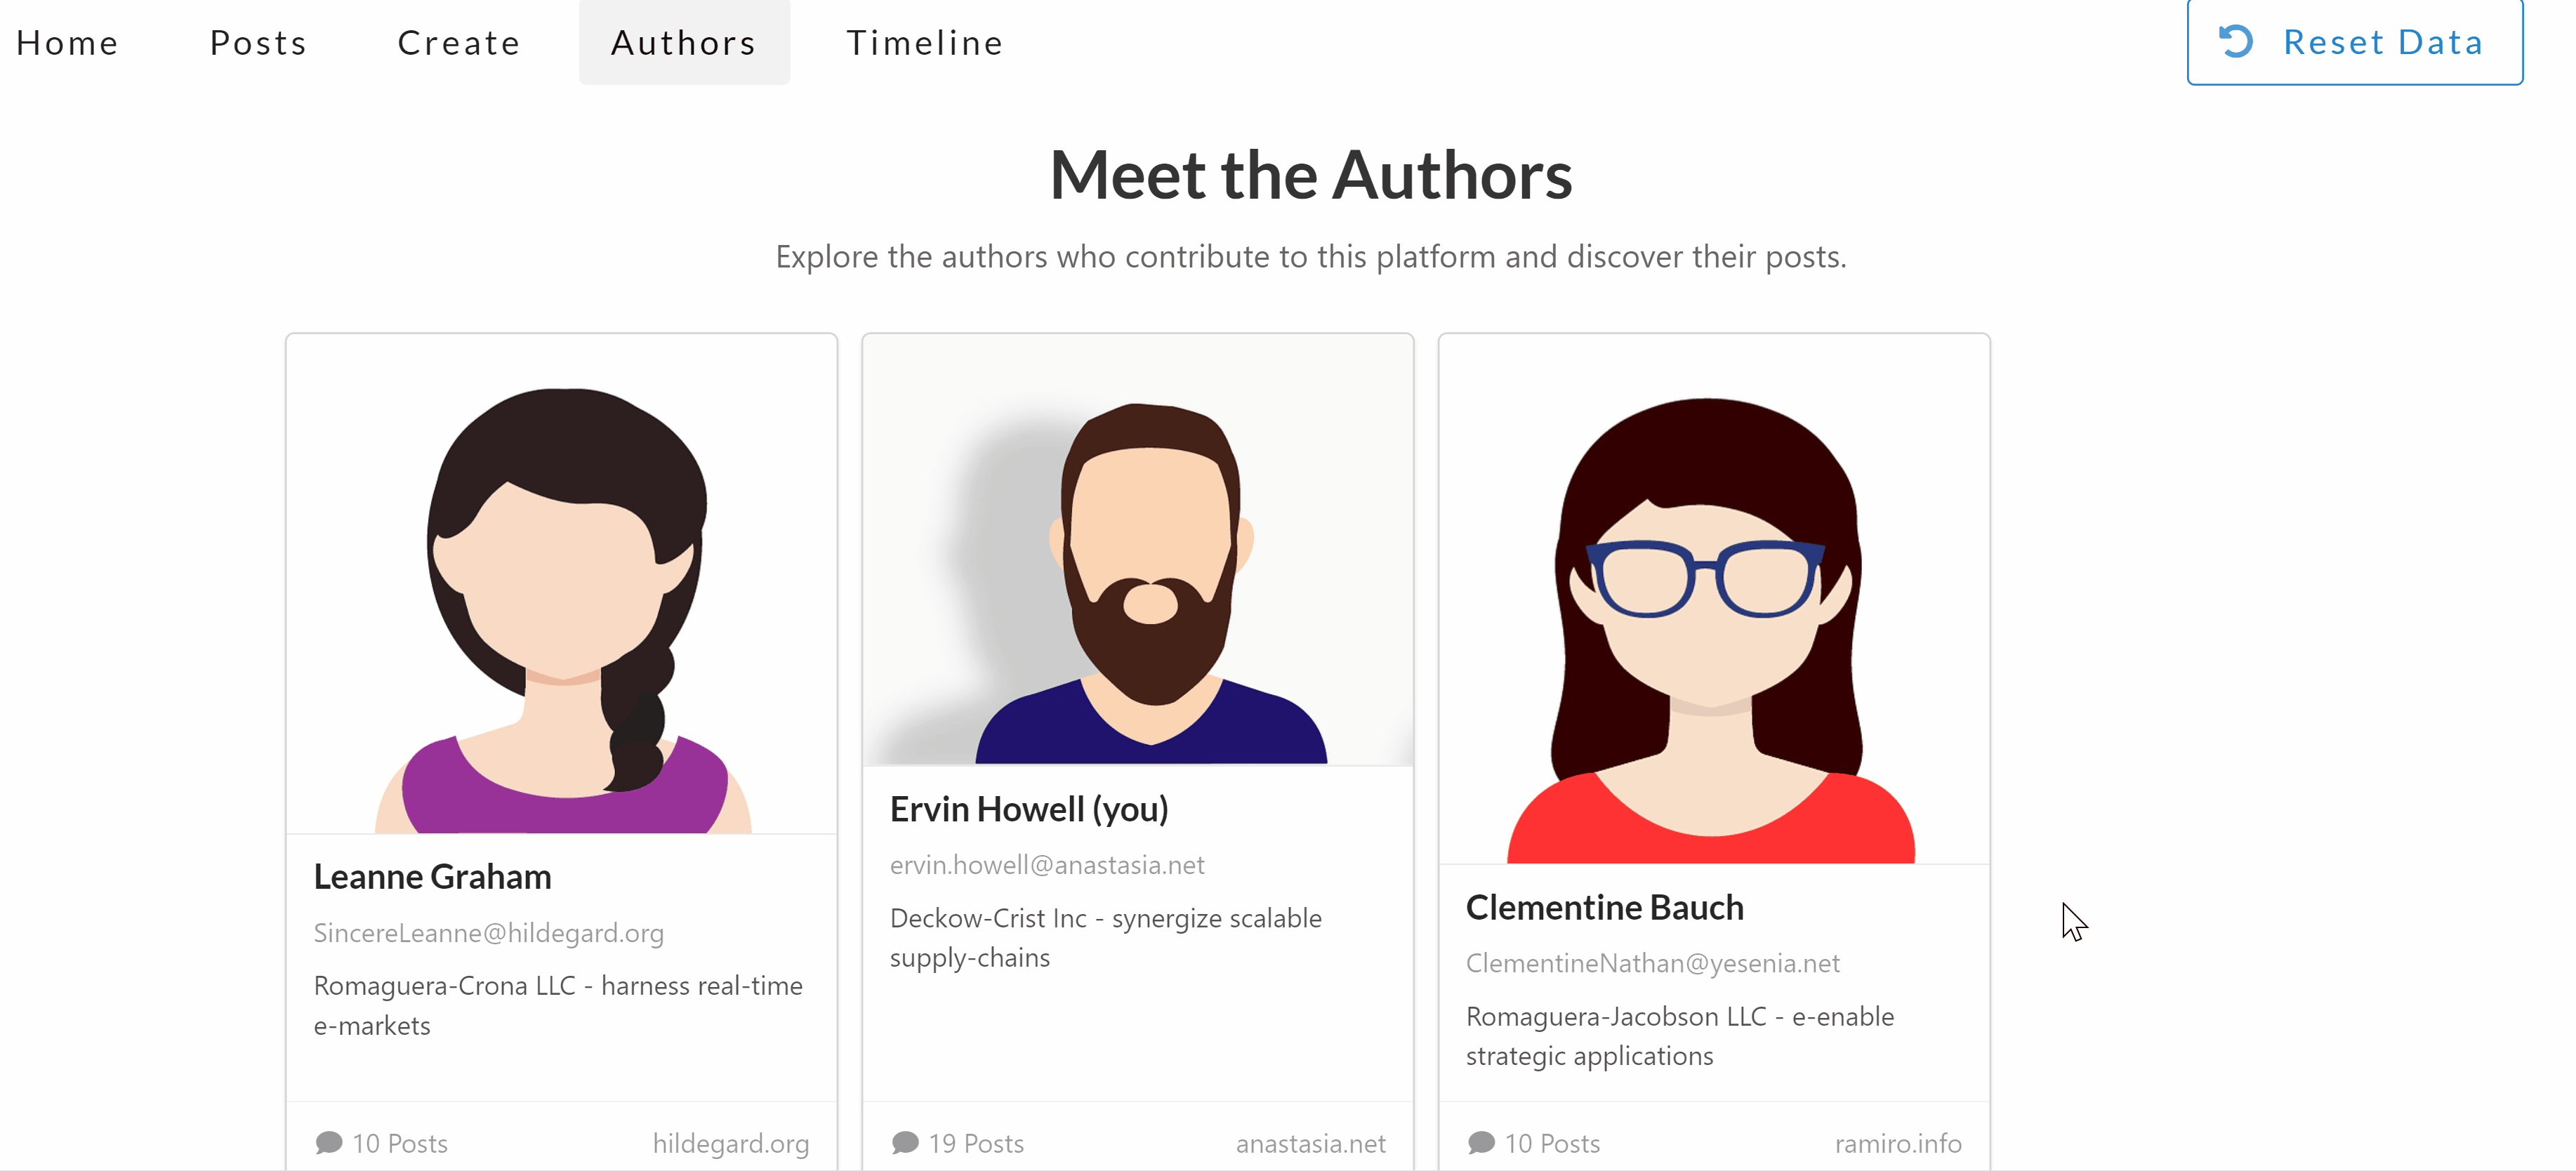 Home Posts Create Authors Timeline Reset Data
Meet the Authors
Explore the authors who contribute to this platform and discover their posts.
Leanne Graham
SincereLeanne@hildegard.org
Romaguera-Crona LLC - harness real-time
e-markets
10 Posts hildegard.org
Ervin Howell (you)
ervin.howell@anastasia.net
Deckow-Crist Inc - synergize scalable
supply-chains
19 Posts anastasia.net
Clementine Bauch
ClementineNathan@yesenia.net
Romaguera-Jacobson LLC - e-enable
strategic applications
10 Posts ramiro.info